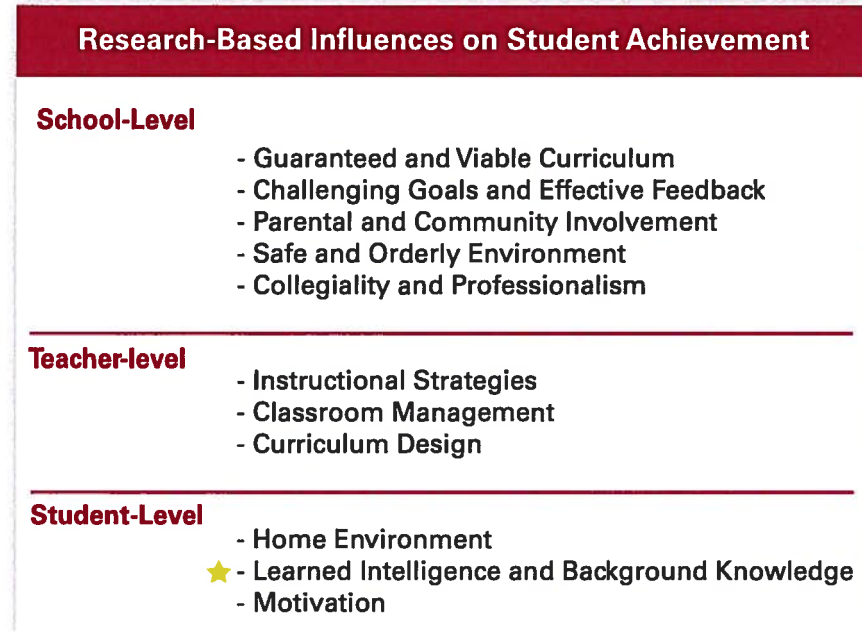 Research-Based Influences on Student Achievement
School-Level
- Guaranteed and Viable Curriculum
- Challenging Goals and Effective Feedback
- Parental and Community Involvement
- Safe and Orderly Environment
- Collegiality and Professionalism
Teacher-level
- Instructional Strategies
- Classroom Management
- Curriculum Design
Student-Level
- Home Environment
- Learned Intelligence and Background Knowledge
- Motivation